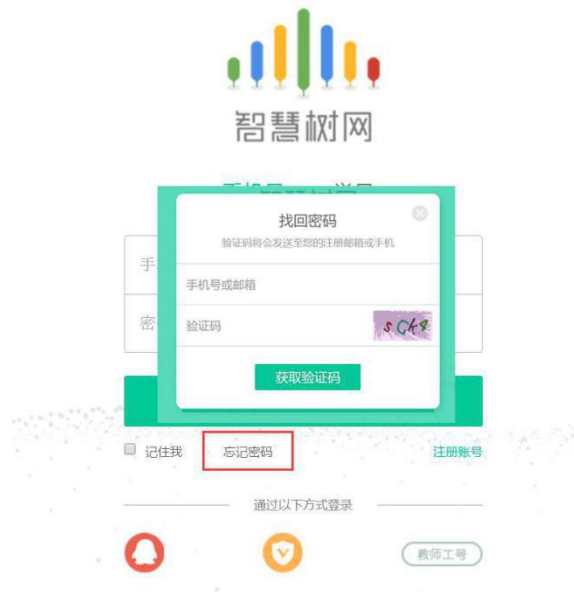 智慧树网
找回密码
验证码将会发送至您的注册邮箱或手机
手
手机号或邮箱
密
验证码
sCK4
获取验证码
记住我
忘记密码
注册账号
通过以下方式登录
教师工号